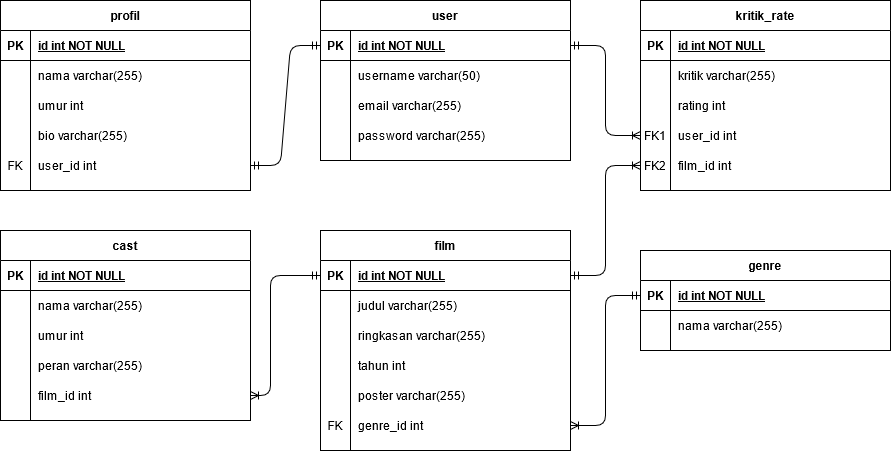 profil
PK id int NOT NULL
nama varchar(255)
umur int
bio varchar(255)
FK user_id int
user
PK id int NOT NULL
username varchar(50)
email varchar(255)
password varchar(255)
kritik_rate
PK id int NOT NULL
kritik varchar(255)
rating int
FK1 user_id int
FK2 film_id int
cast
PK id int NOT NULL
nama varchar(255)
umur int
peran varchar(255)
film_id int
film
PK id int NOT NULL
judul varchar(255)
ringkasan varchar(255)
tahun int
poster varchar(255)
FK genre_id int
genre
PK id int NOT NULL
nama varchar(255)